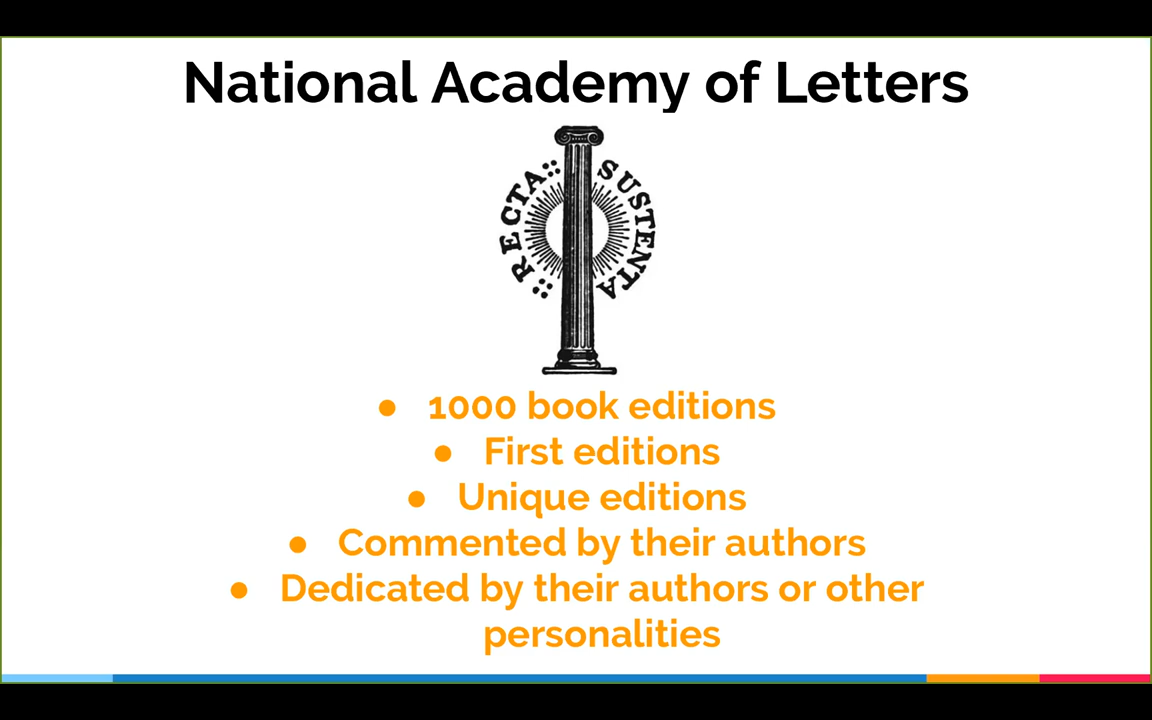 National Academy of Letters
RECTA SUSTENTA
● 1000 book editions
● First editions
● Unique editions
● Commented by their authors
● Dedicated by their authors or other
personalities